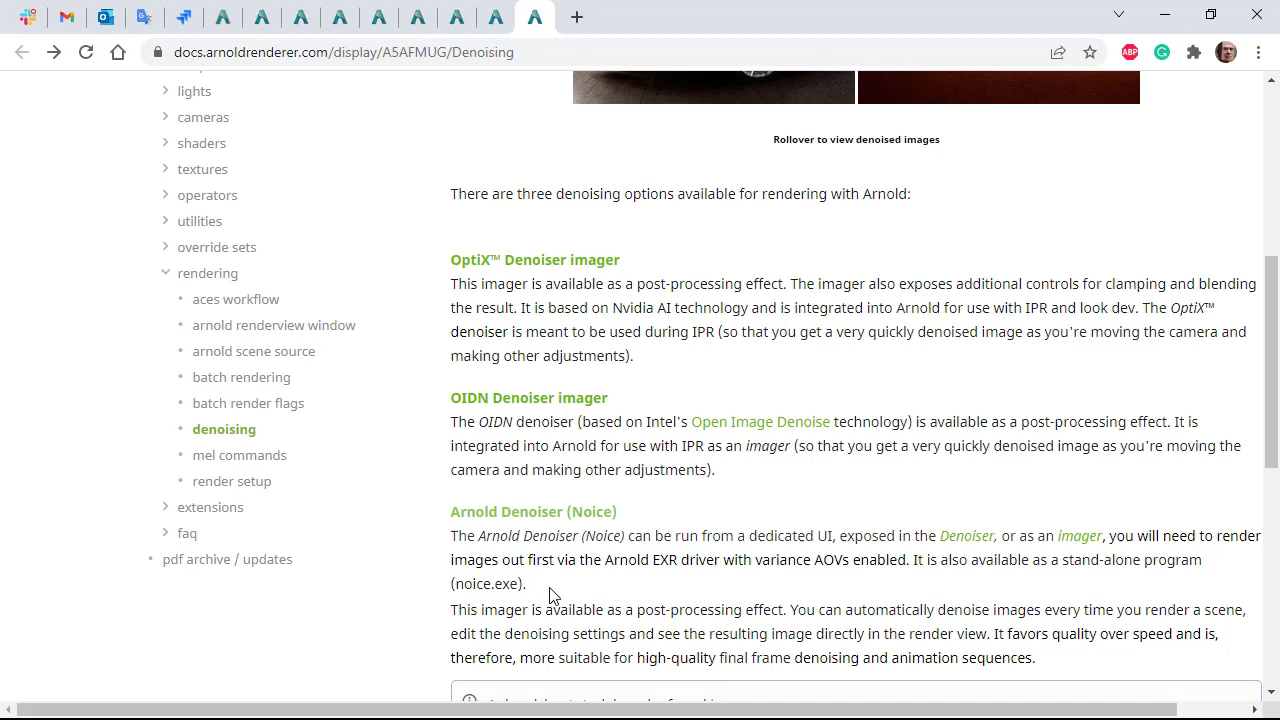 docs.arnoldrenderer.com/display/A5AFMUG/Denoising
ABP
lights
cameras
shaders
textures
operators
utilities
override sets
rendering
aces workflow
arnold renderview window
arnold scene source
batch rendering
batch render flags
denoising
mel commands
render setup
extensions
faq
pdf archive / updates
Rollover to view denoised images
There are three denoising options available for rendering with Arnold:
OptiX™ Denoiser imager
This imager is available as a post-processing effect. The imager also exposes additional controls for clamping and blending
the result. It is based on Nvidia AI technology and is integrated into Arnold for use with IPR and look dev. The OptiX™
denoiser is meant to be used during IPR (so that you get a very quickly denoised image as you're moving the camera and
making other adjustments).
OIDN Denoiser imager
The OIDN denoiser (based on Intel's Open Image Denoise technology) is available as a post-processing effect. It is
integrated into Arnold for use with IPR as an imager (so that you get a very quickly denoised image as you're moving the
camera and making other adjustments).
Arnold Denoiser (Noice)
The Arnold Denoiser (Noice) can be run from a dedicated UI, exposed in the Denoiser, or as an imager, you will need to render
images out first via the Arnold EXR driver with variance AOVs enabled. It is also available as a stand-alone program
(noice.exe).
This imager is available as a post-processing effect. You can automatically denoise images every time you render a scene,
edit the denoising settings and see the resulting image directly in the render view. It favors quality over speed and is,
therefore, more suitable for high-quality final frame denoising and animation sequences.